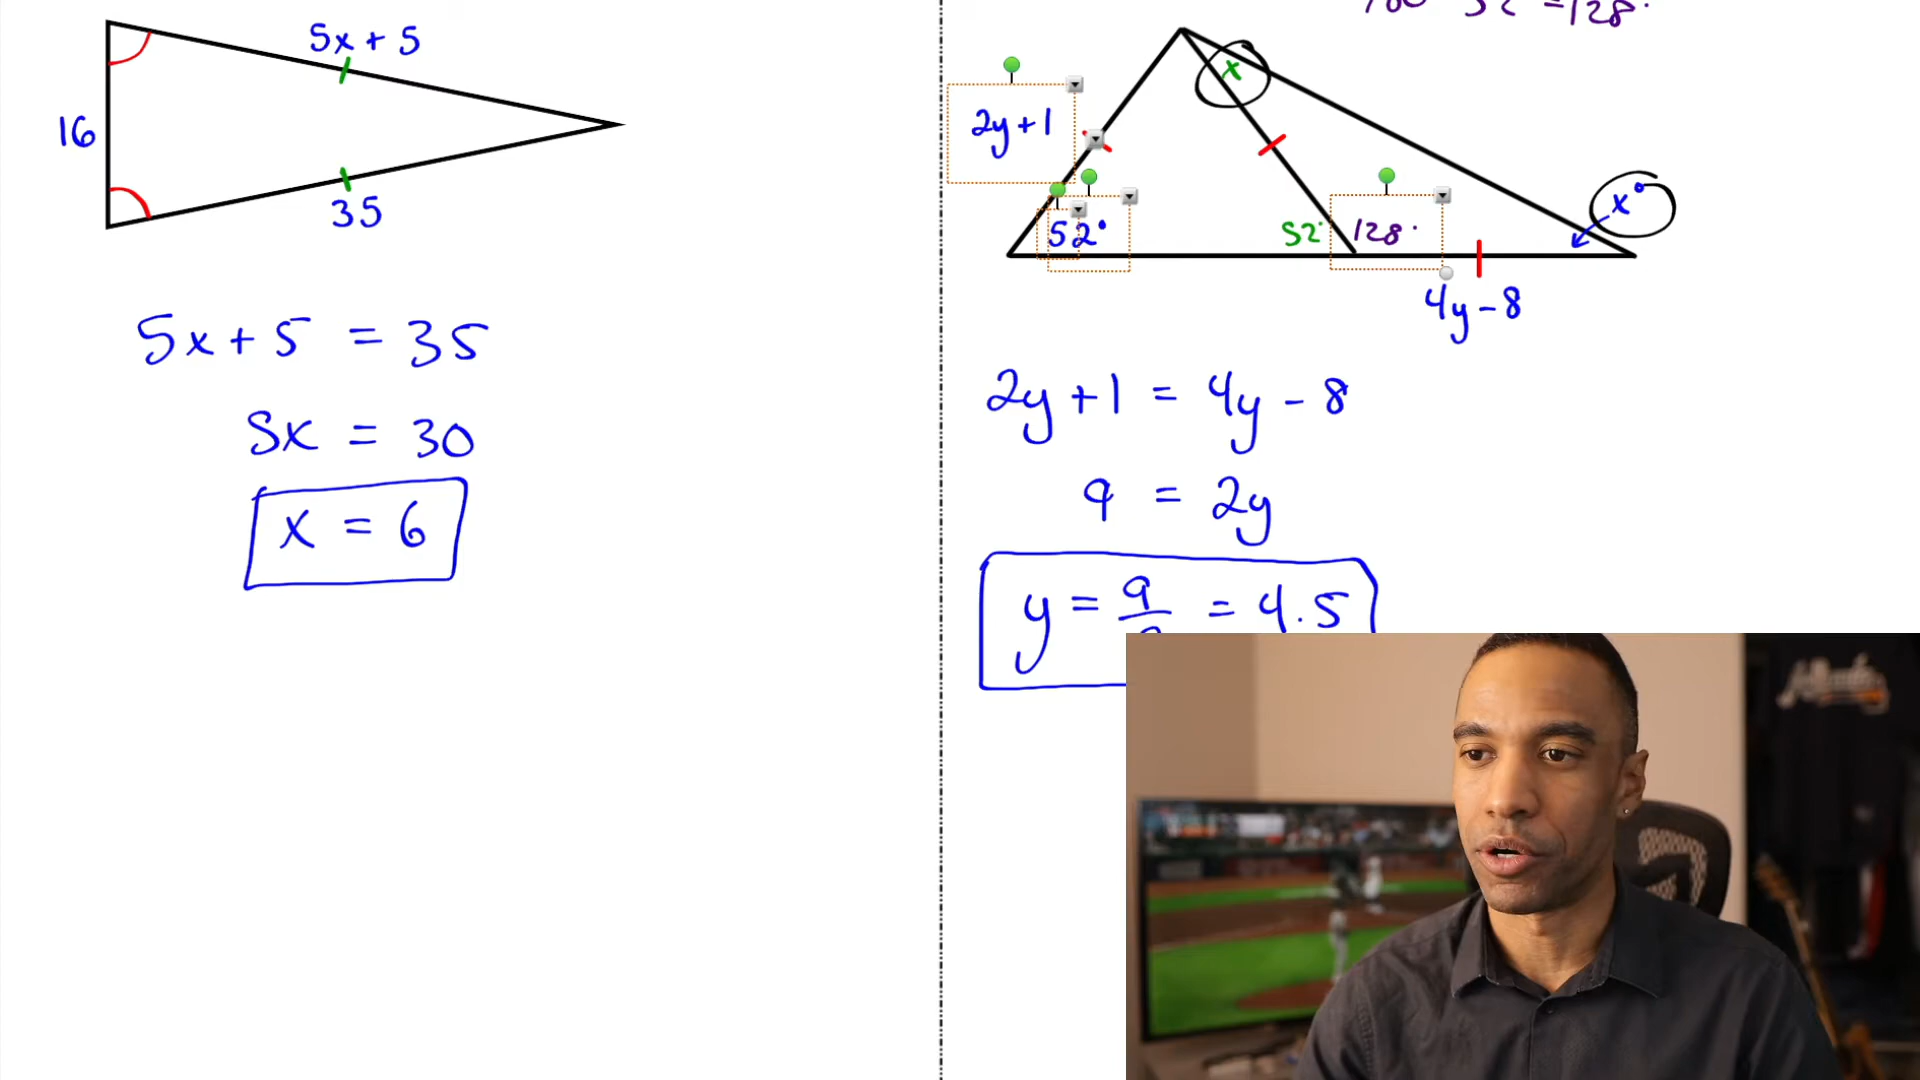 5x + 5
16
35
5x + 5 = 35
5x = 30
x = 6
= 128°
x
2y + 1
x°
52°
52°
128°
4y - 8
2y + 1 = 4y - 8
9 = 2y
y = 9/ = 4.5